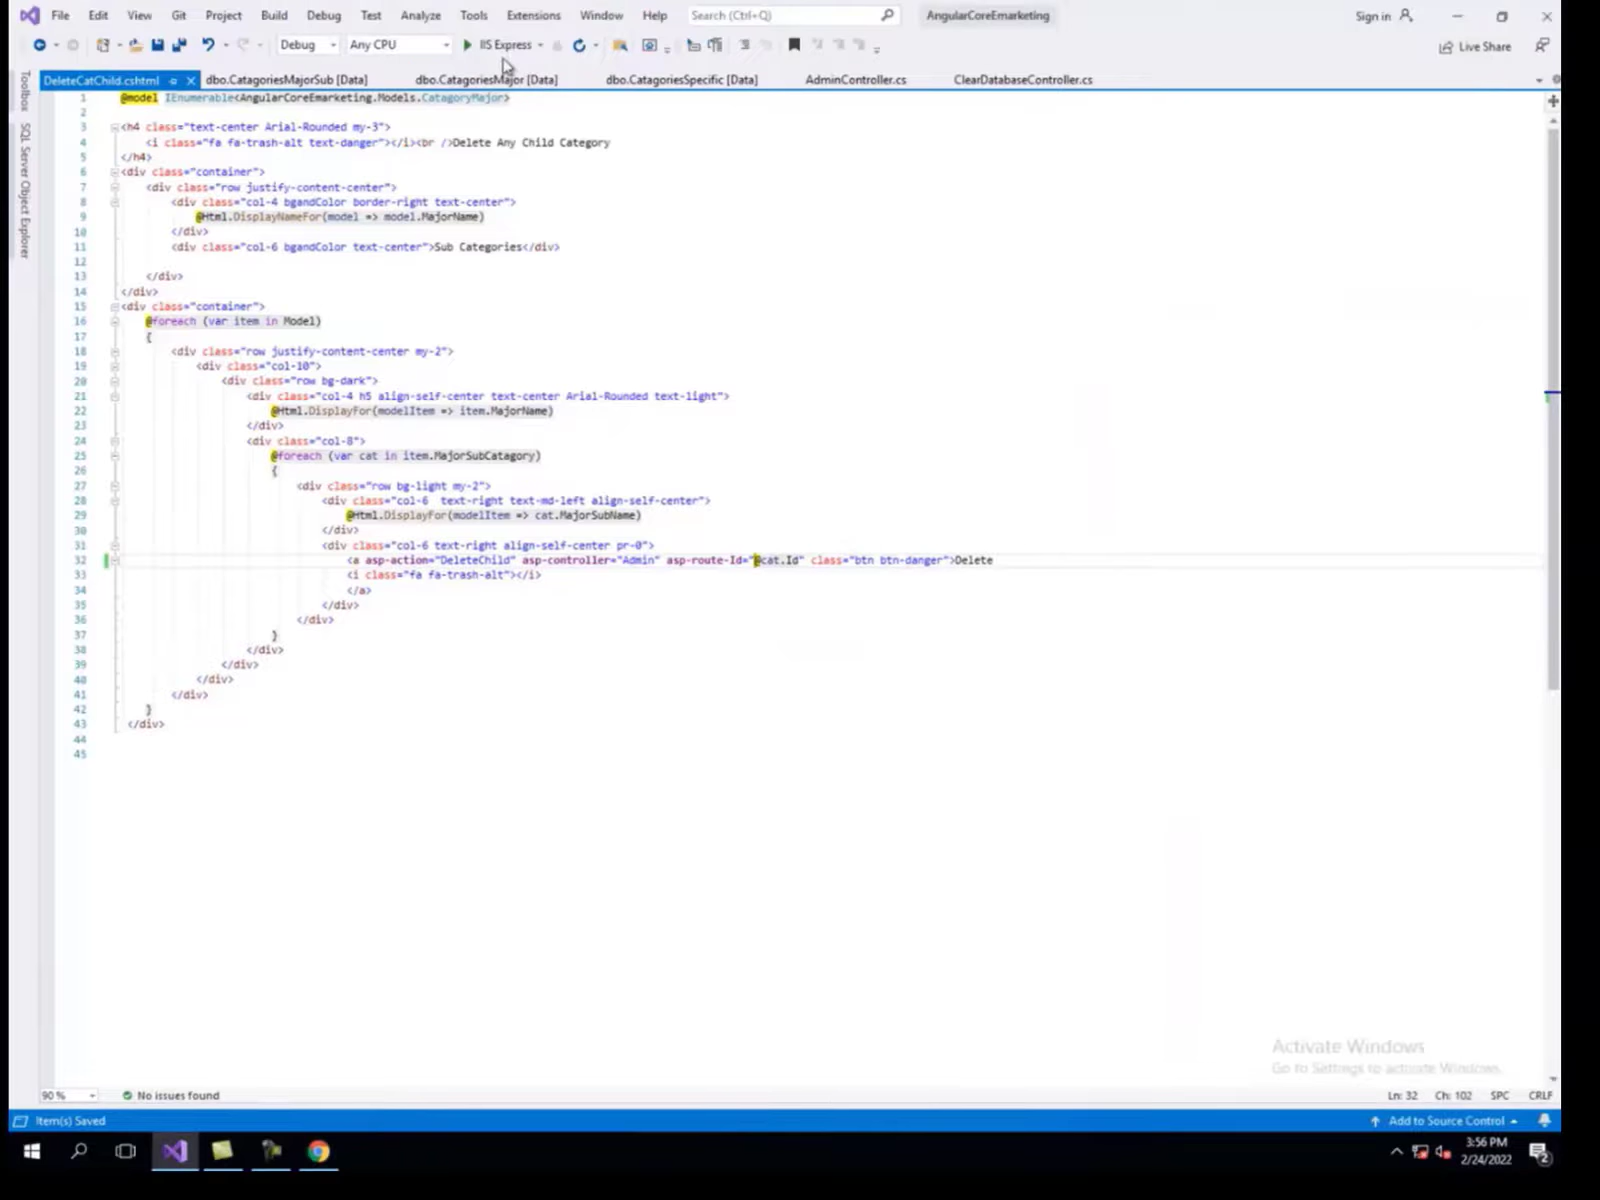 File Edit View Git Project Build Debug Test Analyze Tools Extensions Window Help Search (Ctrl+Q) AngularCoreEmarketing Sign in
Debug Any CPU IIS Express Live Share
DeleteCatChild.cshtml dbo.CatagoriesMajorSub [Data] dbo.CatagoriesMajor [Data] dbo.CatagoriesSpecific [Data] AdminController.cs ClearDatabaseController.cs
Toolbox
SQL Server Object Explorer
1 @model IEnumerable<AngularCoreEmarketing.Models.CatagoryMajor>
2
3 <h4 class="text-center Arial-Rounded my-3">
4 <i class="fa fa-trash-alt text-danger"></i><br />Delete Any Child Category
5 </h4>
6 <div class="container">
7 <div class="row justify-content-center">
8 <div class="col-4 bgandColor border-right text-center">
9 @Html.DisplayNameFor(model => model.MajorName)
10 </div>
11 <div class="col-6 bgandColor text-center">Sub Categories</div>
12
13 </div>
14 </div>
15 <div class="container">
16 @foreach (var item in Model)
17 {
18 <div class="row justify-content-center my-2">
19 <div class="col-10">
20 <div class="row bg-dark">
21 <div class="col-4 h5 align-self-center text-center Arial-Rounded text-light">
22 @Html.DisplayFor(modelItem => item.MajorName)
23 </div>
24 <div class="col-8">
25 @foreach (var cat in item.MajorSubCatagory)
26 {
27 <div class="row bg-light my-2">
28 <div class="col-6  text-right text-md-left align-self-center">
29 @Html.DisplayFor(modelItem => cat.MajorSubName)
30 </div>
31 <div class="col-6 text-right align-self-center pr-0">
32 <a asp-action="DeleteChild" asp-controller="Admin" asp-route-Id="@cat.Id" class="btn btn-danger">Delete
33 <i class="fa fa-trash-alt"></i>
34 </a>
35 </div>
36 </div>
37 }
38 </div>
39 </div>
40 </div>
41 </div>
42 }
43 </div>
44
45
Activate Windows
Go to Settings to activate Windows.
90 % No issues found Ln: 32 Ch: 102 SPC CRLF
Item(s) Saved Add to Source Control
3:56 PM
2/24/2022
2